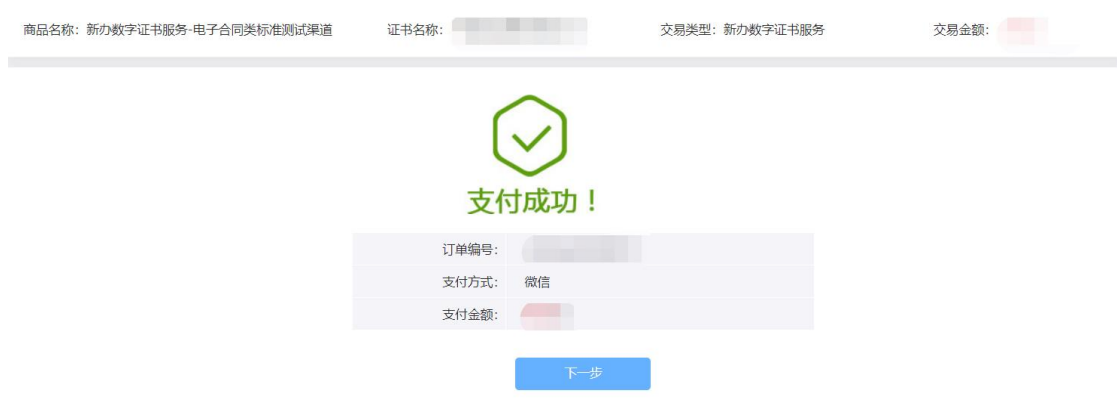 商品名称：新办数字证书服务-电子合同类标准测试渠道 证书名称： 交易类型：新办数字证书服务 交易金额：
支付成功！
订单编号：
支付方式： 微信
支付金额：
下一步